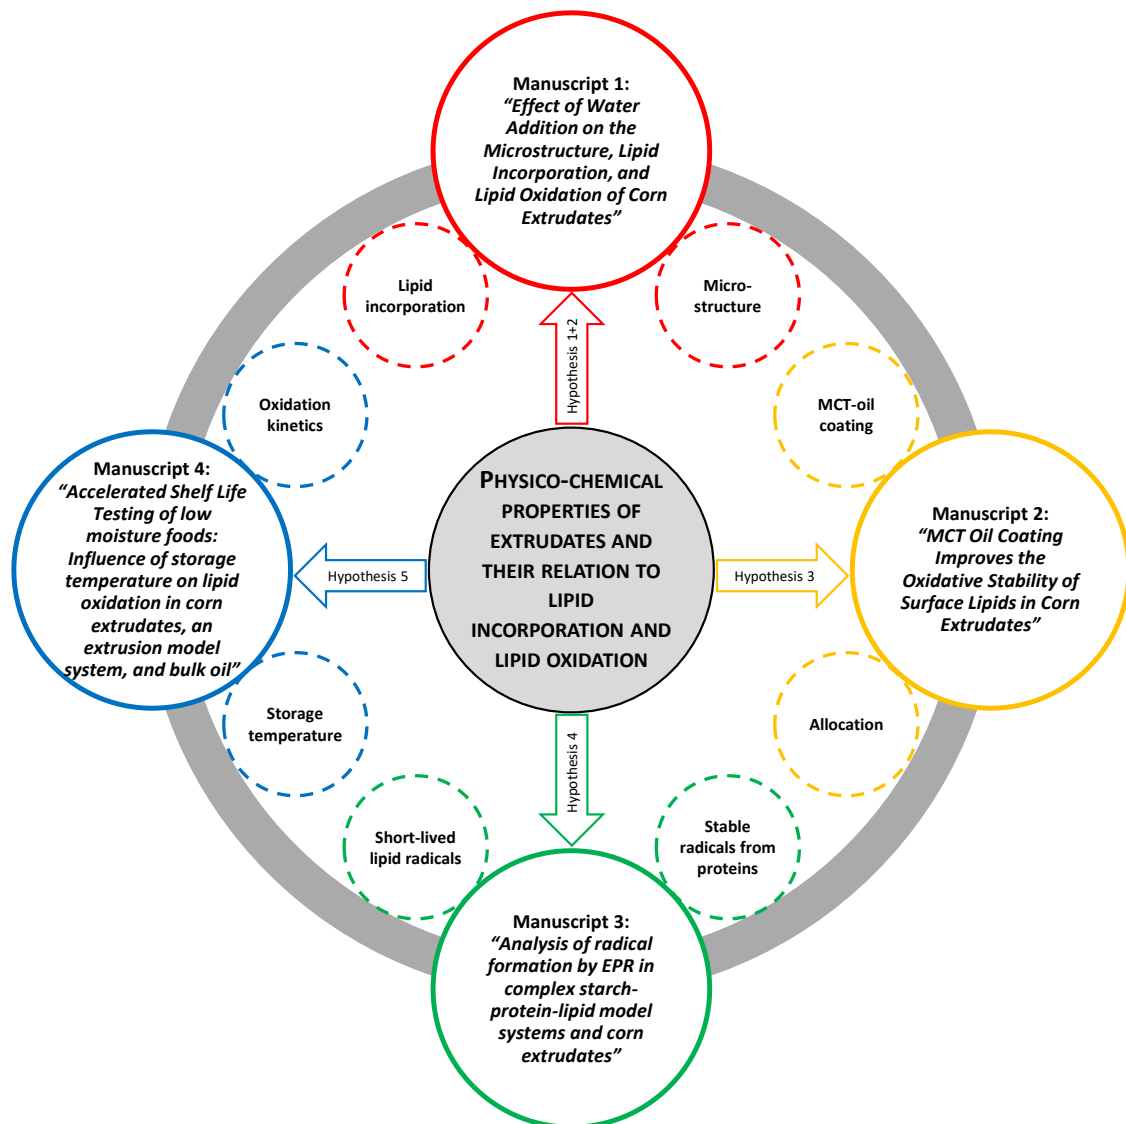 Manuscript 1:
“Effect of Water
Addition on the
Microstructure, Lipid
Incorporation, and
Lipid Oxidation of Corn
Extrudates”
Lipid
incorporation
Micro-
structure
Hypothesis 1+2
Oxidation
kinetics
MCT-oil
coating
Manuscript 4:
“Accelerated Shelf Life
Testing of low
moisture foods:
Influence of storage
temperature on lipid
oxidation in corn
extrudates, an
extrusion model
system, and bulk oil”
Hypothesis 5
PHYSICO-CHEMICAL
PROPERTIES OF
EXTRUDATES AND
THEIR RELATION TO
LIPID
INCORPORATION AND
LIPID OXIDATION
Hypothesis 3
Manuscript 2:
“MCT Oil Coating
Improves the
Oxidative Stability of
Surface Lipids in Corn
Extrudates”
Storage
temperature
Allocation
Hypothesis 4
Short-lived
lipid radicals
Stable
radicals from
proteins
Manuscript 3:
“Analysis of radical
formation by EPR in
complex starch-
protein-lipid model
systems and corn
extrudates”